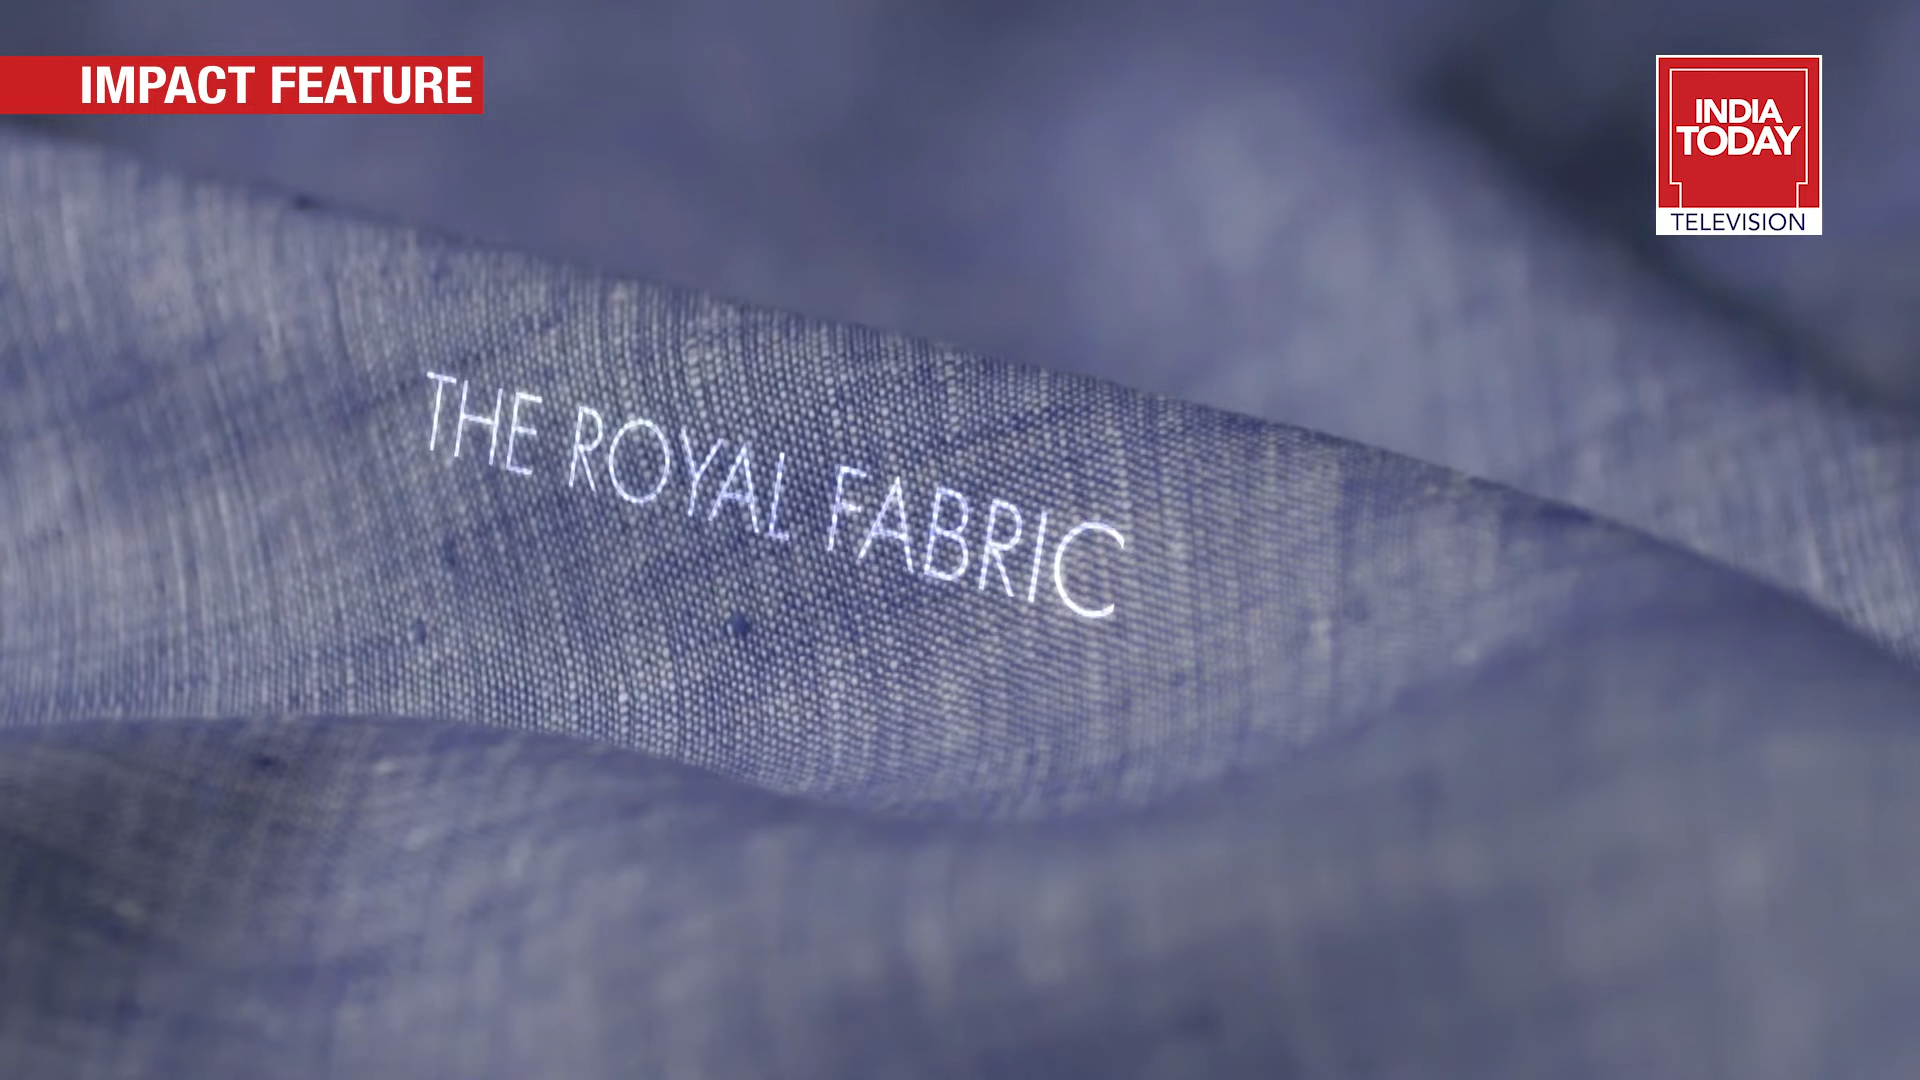 IMPACT FEATURE
INDIA
TODAY
TELEVISION
THE ROYAL FABRIC